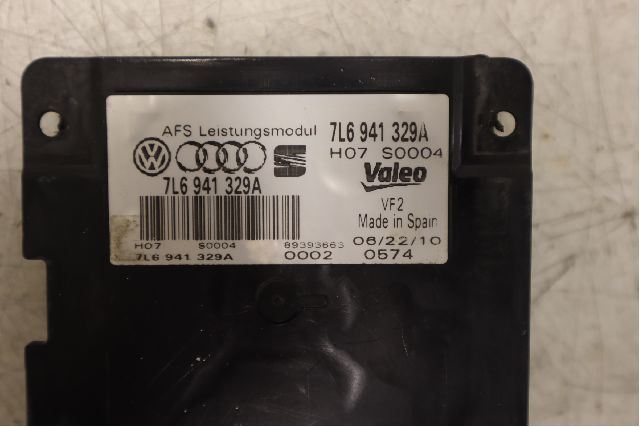 AFS Leistungsmodul 7L6 941 329A
H07 S0004
7L6 941 329A Valeo
VF2
Made in Spain
H07 S0004 89393663 06/22/10
7L6 941 329A 0002 0574